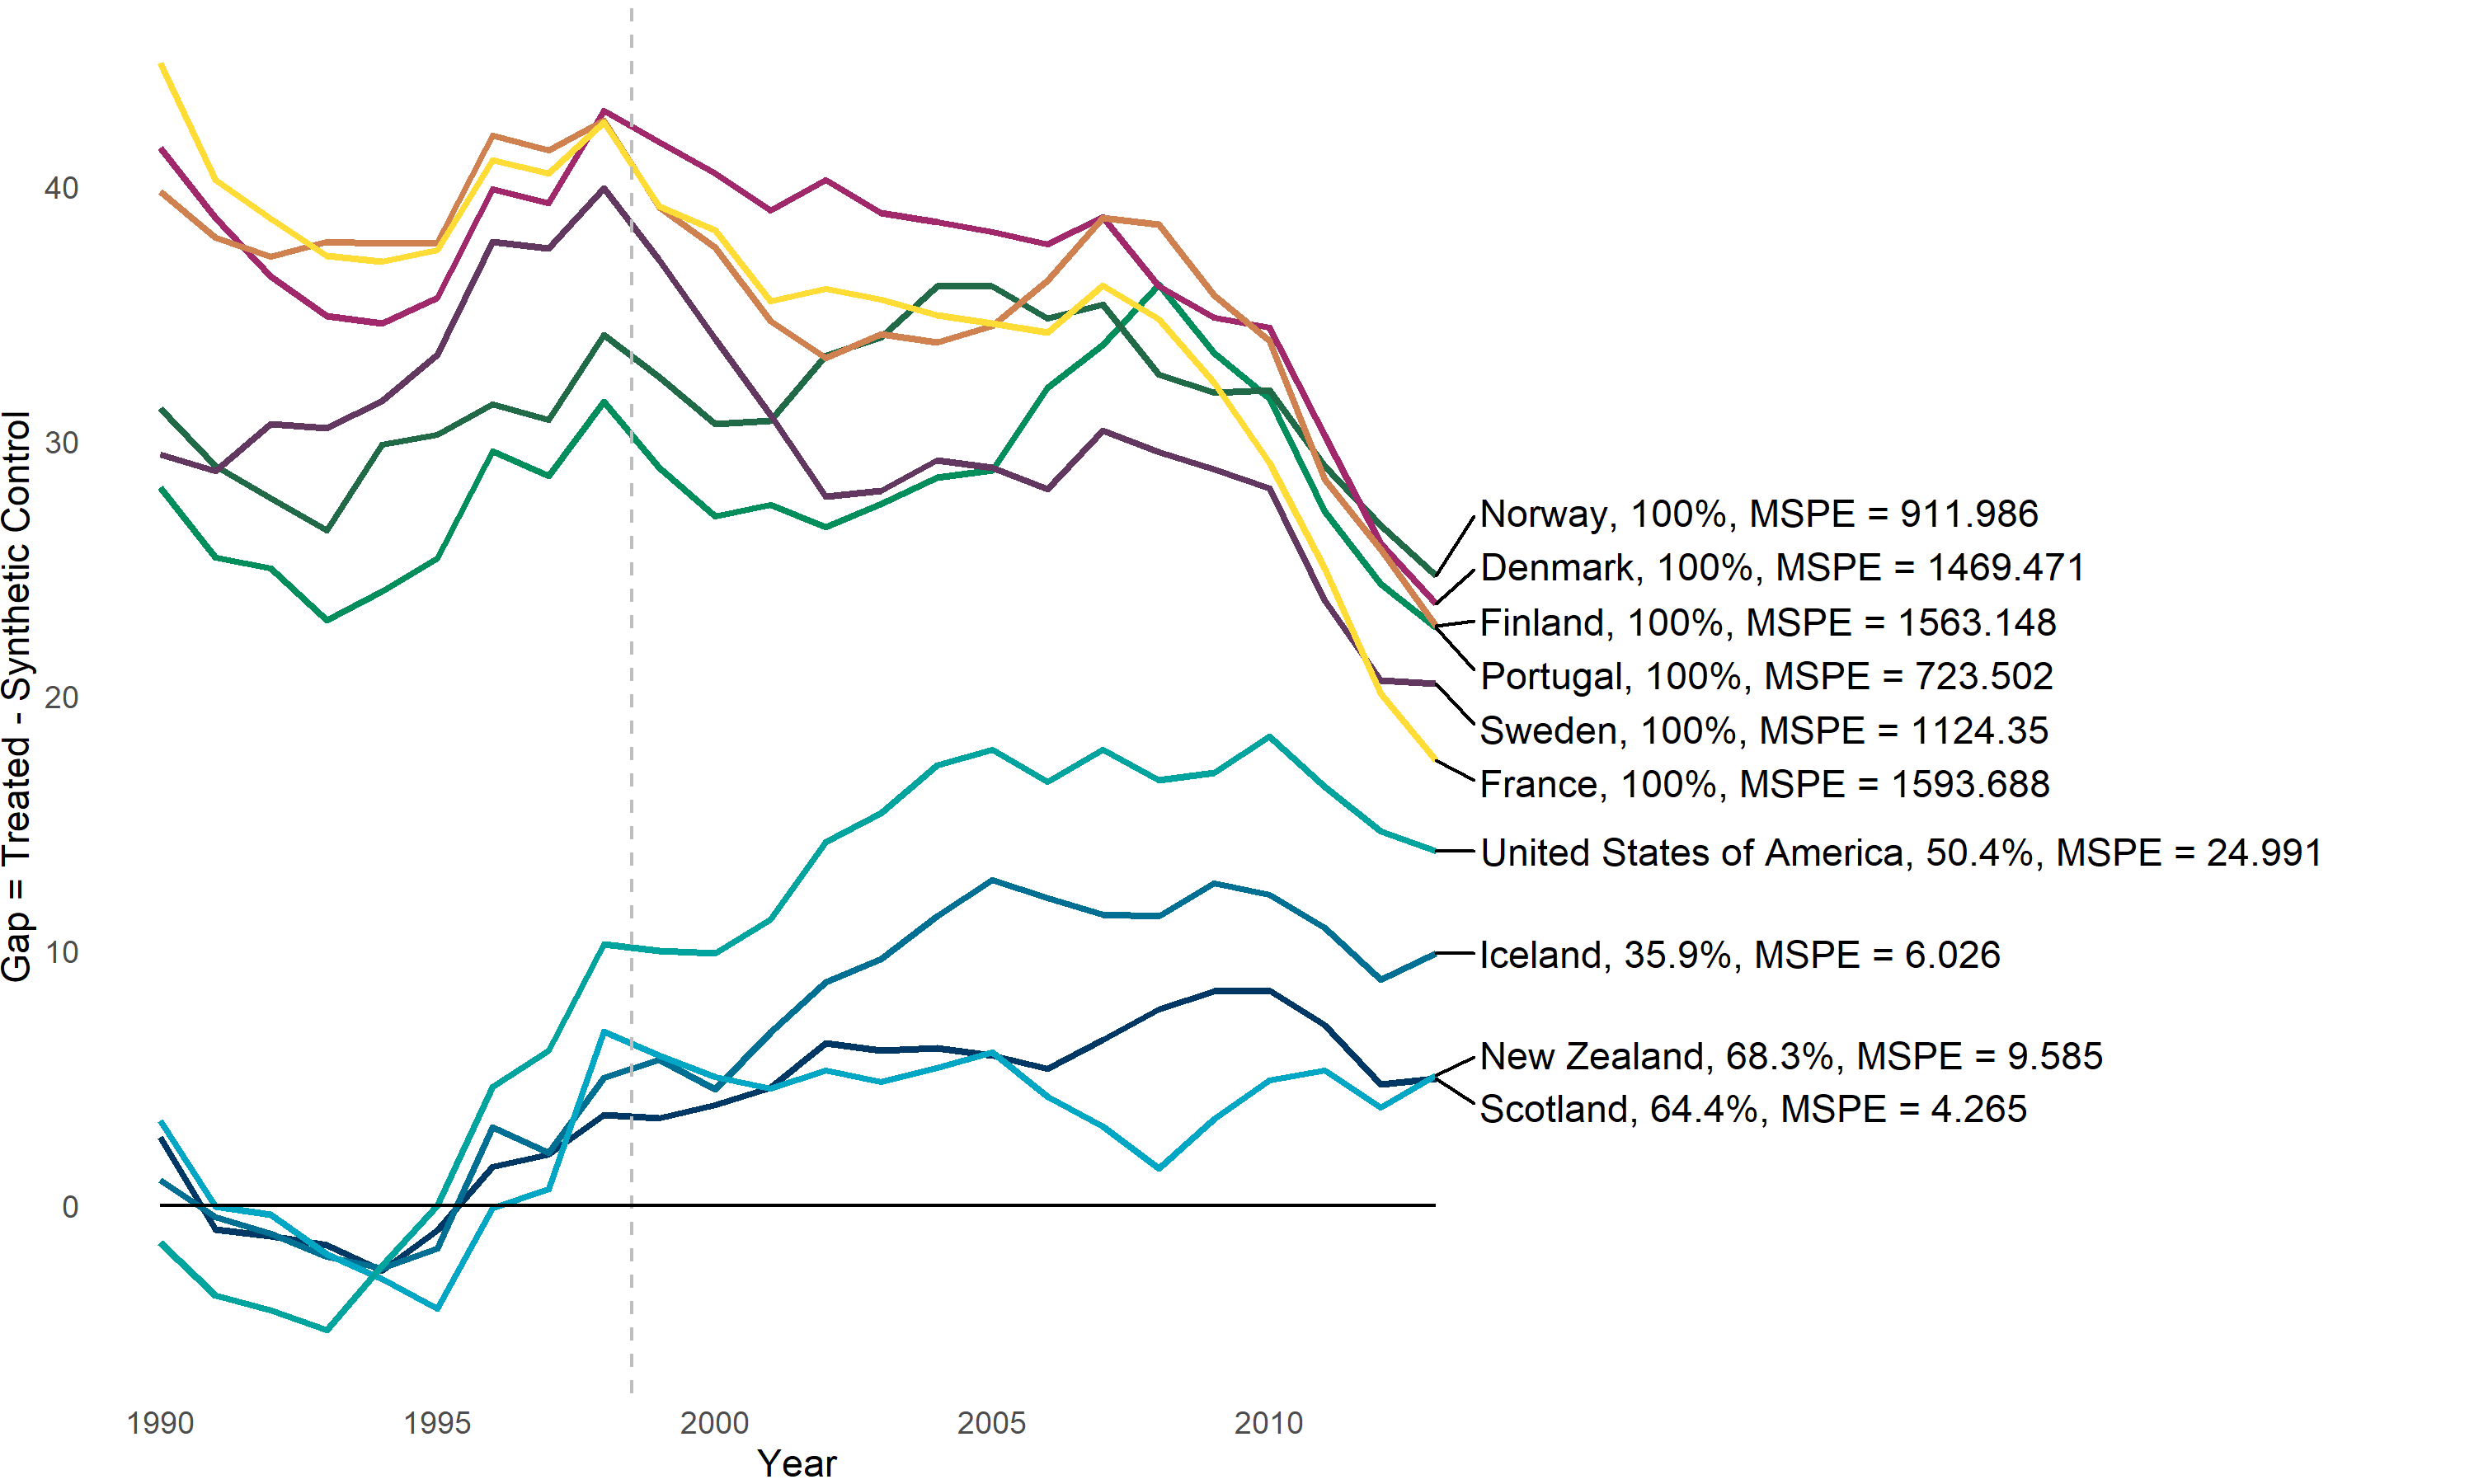 Gap = Treated - Synthetic Control
40
30
20
10
0
Norway, 100%, MSPE = 911.986
Denmark, 100%, MSPE = 1469.471
Finland, 100%, MSPE = 1563.148
Portugal, 100%, MSPE = 723.502
Sweden, 100%, MSPE = 1124.35
France, 100%, MSPE = 1593.688
United States of America, 50.4%, MSPE = 24.991
Iceland, 35.9%, MSPE = 6.026
New Zealand, 68.3%, MSPE = 9.585
Scotland, 64.4%, MSPE = 4.265
1990 1995 2000 2005 2010
Year